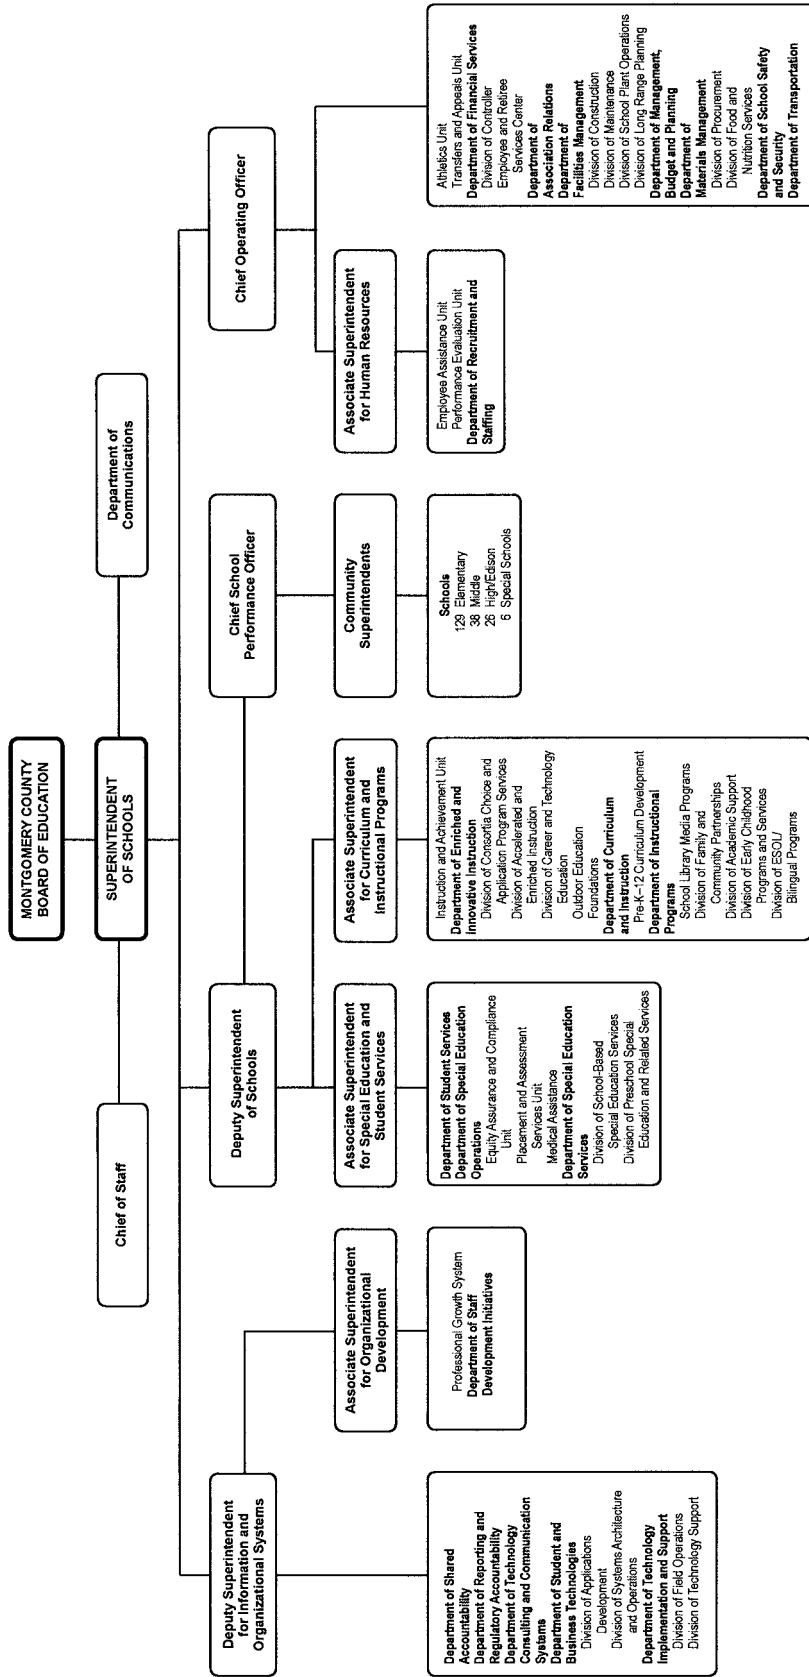 MONTGOMERY COUNTY
BOARD OF EDUCATION
SUPERINTENDENT
OF SCHOOLS
Chief of Staff
Department of
Communications
Deputy Superintendent
for Information and
Organizational Systems
Deputy Superintendent
of Schools
Chief School
Performance Officer
Chief Operating Officer
Associate Superintendent
for Organizational
Development
Associate Superintendent
for Special Education and
Student Services
Associate Superintendent
for Curriculum and
Instructional Programs
Community
Superintendents
Associate Superintendent
for Human Resources
Department of Shared
Accountability
Department of Reporting and
Regulatory Accountability
Department of Technology
Consulting and Communication
Systems
Department of Student and
Business Technologies
Division of Applications
Development
Division of Systems Architecture
and Operations
Department of Technology
Implementation and Support
Division of Field Operations
Division of Technology Support
Professional Growth System
Department of Staff
Development Initiatives
Department of Student Services
Department of Special Education
Operations
Equity Assurance and Compliance
Unit
Placement and Assessment
Services Unit
Medical Assistance
Department of Special Education
Services
Division of School-Based
Special Education Services
Division of Preschool Special
Education and Related Services
Instruction and Achievement Unit
Department of Enriched and
Innovative Instruction
Division of Consortia Choice and
Application Program Services
Division of Accelerated and
Enriched Instruction
Division of Career and Technology
Education
Outdoor Education
Foundations
Department of Curriculum
and Instruction
Pre-K–12 Curriculum Development
Department of Instructional
Programs
School Library Media Programs
Division of Family and
Community Partnerships
Division of Academic Support
Division of Early Childhood
Programs and Services
Division of ESOL/
Bilingual Programs
Schools
129 Elementary
38 Middle
26 High/Edison
6 Special Schools
Employee Assistance Unit
Performance Evaluation Unit
Department of Recruitment and
Staffing
Athletics Unit
Transfers and Appeals Unit
Department of Financial Services
Division of Controller
Employee and Retiree
Services Center
Department of
Association Relations
Department of
Facilities Management
Division of Construction
Division of Maintenance
Division of School Plant Operations
Division of Long Range Planning
Department of Management,
Budget and Planning
Department of
Materials Management
Division of Procurement
Division of Food and
Nutrition Services
Department of School Safety
and Security
Department of Transportation